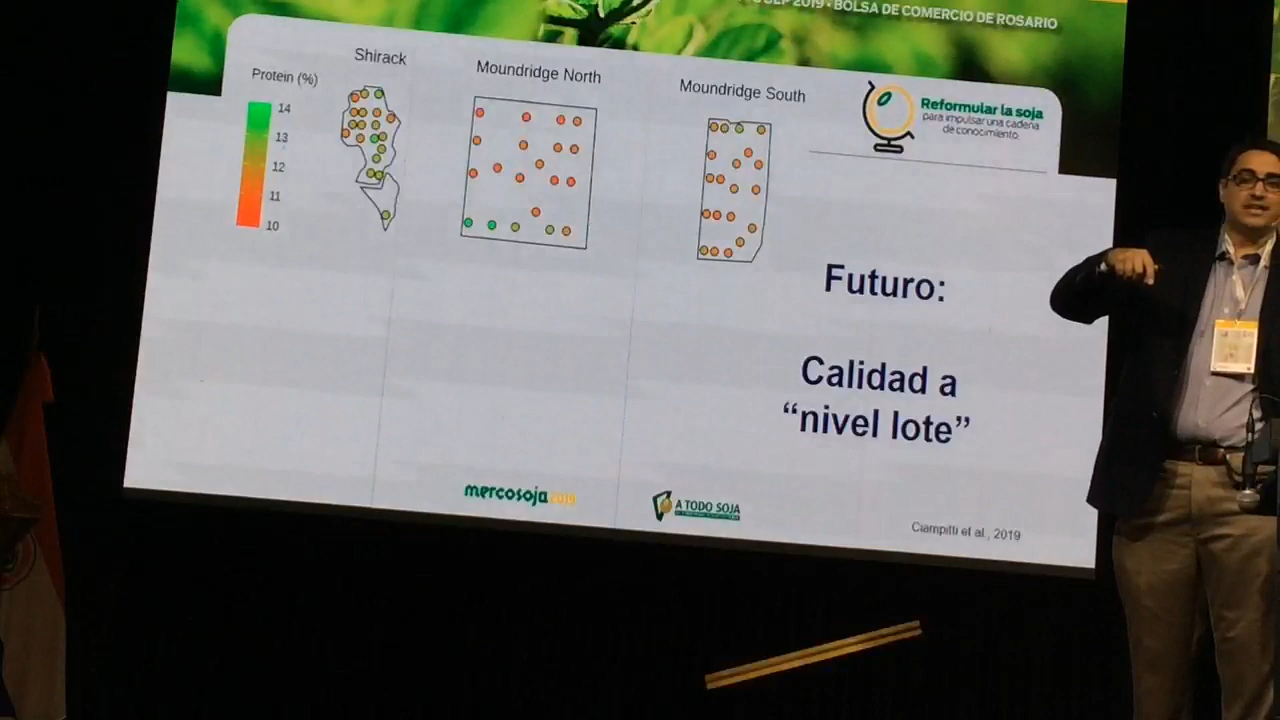 2019 - BOLSA DE COMERCIO DE ROSARIO
Shirack
Moundridge North
Moundridge South
Protein (%)
14
13
12
11
10
Reformular la soja
para impulsar una cadena
de conocimiento
Futuro:
Calidad a
“nivel lote”
mercosoja2019
A TODO SOJA
Ciampitti et al., 2019